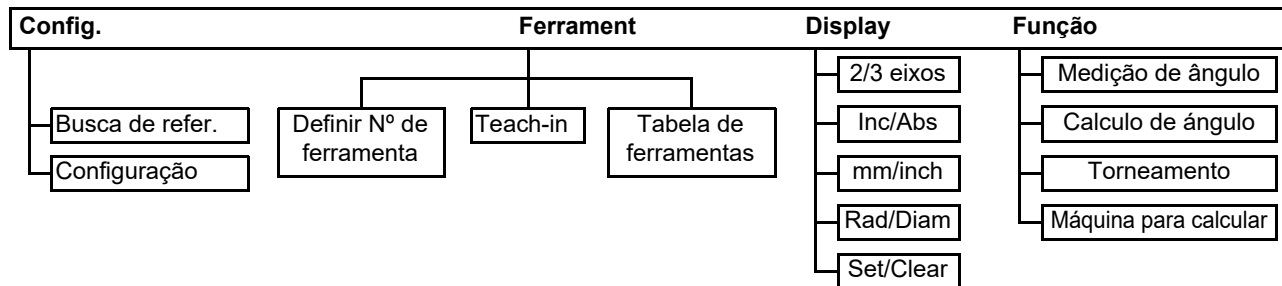 Config.
Ferrament
Display
Função
Busca de refer.
Configuração
Definir Nº de
ferramenta
Teach-in
Tabela de
ferramentas
2/3 eixos
Inc/Abs
mm/inch
Rad/Diam
Set/Clear
Medição de ângulo
Calculo de ángulo
Torneamento
Máquina para calcular